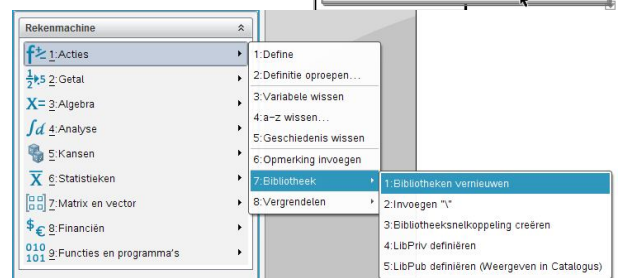 Rekenmachine
1:Acties
2:Getal
3:Algebra
4:Analyse
5:Kansen
6:Statistieken
7:Matrix en vector
8:Financiën
9:Functies en programma's
1:Define
2:Definitie oproepen...
3:Variabele wissen
4:a-z wissen...
5:Geschiedenis wissen
6:Opmerking invoegen
7:Bibliotheek
8:Vergrendelen
1:Bibliotheken vernieuwen
2:Invoegen "\"
3:Bibliotheeksnelkoppeling creëren
4:LibPriv definiëren
5:LibPub definiëren (Weergeven in Catalogus)